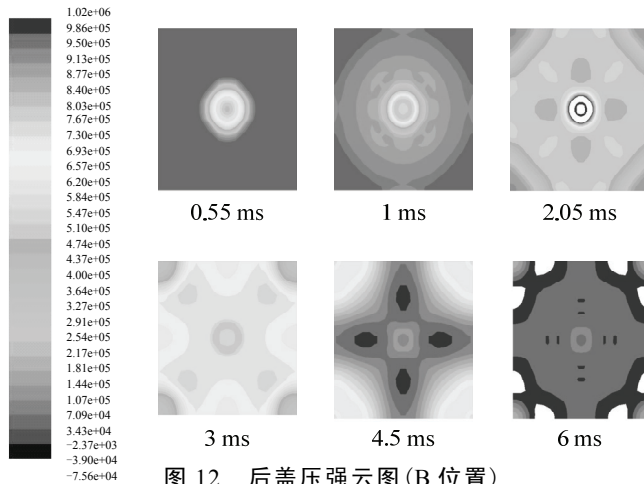 1.02e+06
9.86e+05
9.50e+05
9.13e+05
8.77e+05
8.40e+05
8.03e+05
7.67e+05
7.30e+05
6.93e+05
6.57e+05
6.20e+05
5.84e+05
5.47e+05
5.10e+05
4.74e+05
4.37e+05
4.00e+05
3.64e+05
3.27e+05
2.91e+05
2.54e+05
2.17e+05
1.81e+05
1.44e+05
1.07e+05
7.09e+04
3.43e+04
−2.37e+03
−3.90e+04
−7.56e+04
0.55 ms
1 ms
2.05 ms
3 ms
4.5 ms
6 ms
图 12 后盖压强云图(B 位置)